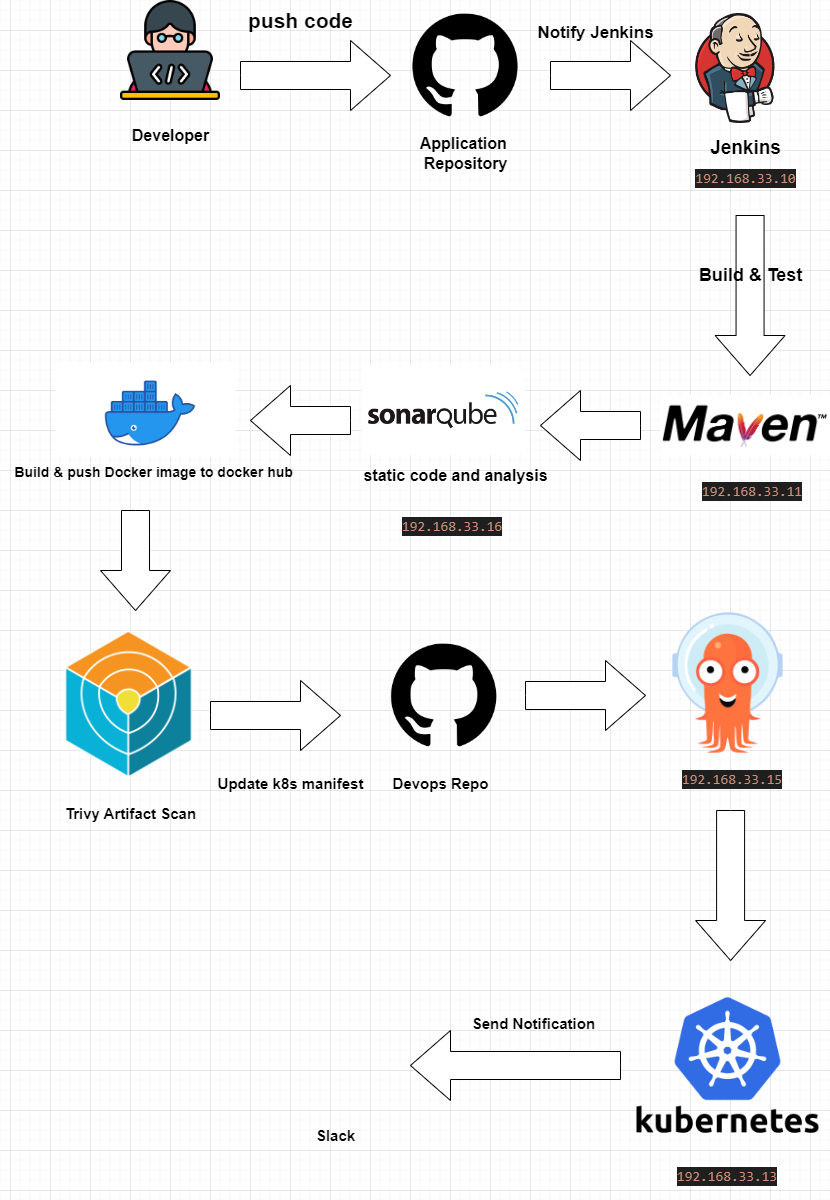 push code
Notify Jenkins
</>
Developer
Application
Repository
Jenkins
192.168.33.10
Build & Test
sonarqube
Maven™
Build & push Docker image to docker hub
static code and analysis
192.168.33.11
192.168.33.16
Update k8s manifest
Devops Repo
192.168.33.15
Trivy Artifact Scan
Send Notification
kubernetes
Slack
192.168.33.13